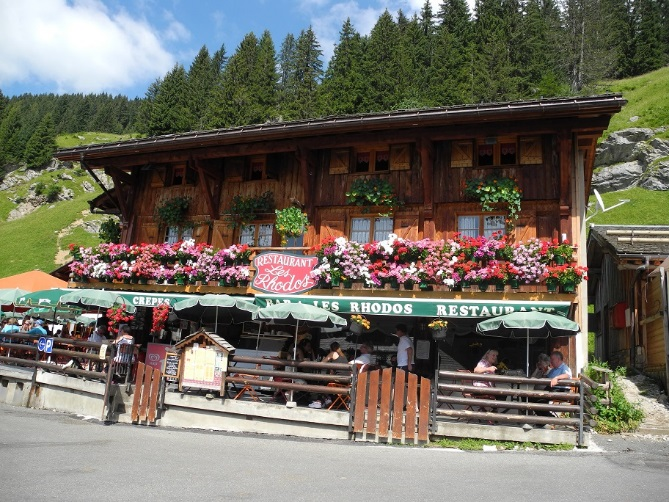 RESTAURANT
Les
Rhodos
CREPES
BAR LES RHODOS RESTAURANT